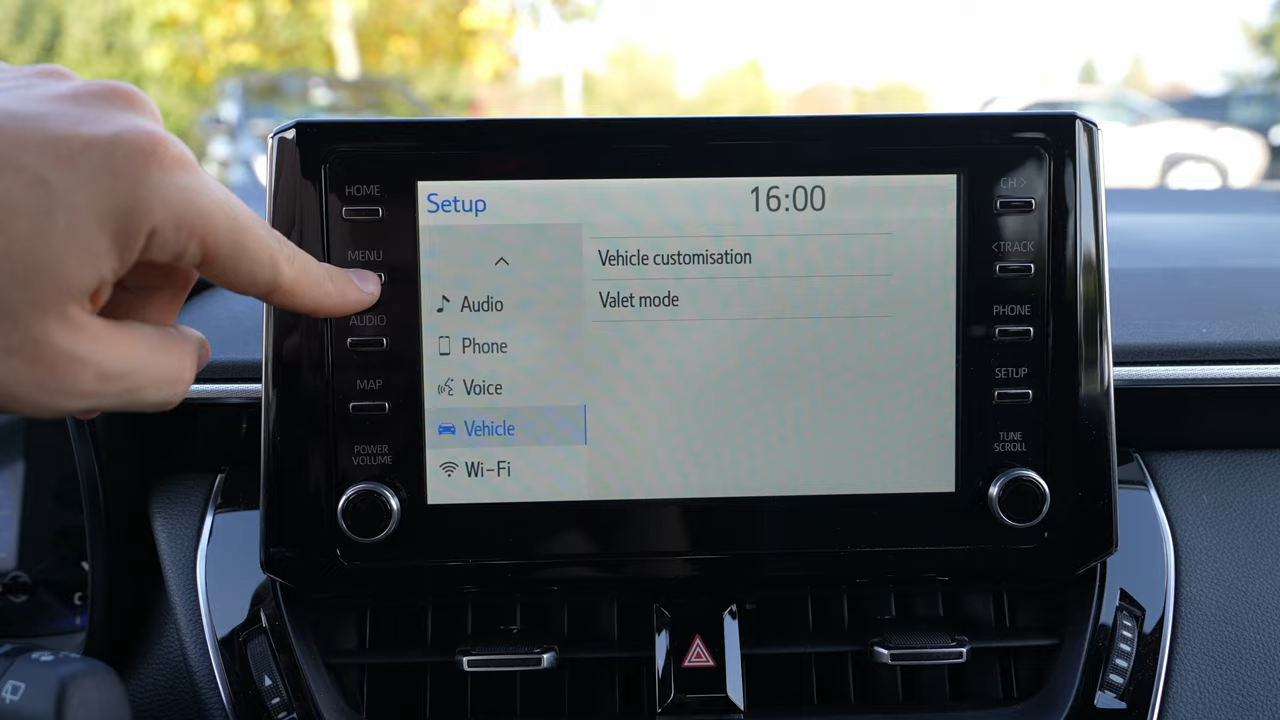 HOME
MENU
AUDIO
MAP
POWER
VOLUME
Setup
16:00
Audio
Phone
Voice
Vehicle
Wi-Fi
Vehicle customisation
Valet mode
CH >
< TRACK
PHONE
SETUP
TUNE
SCROLL